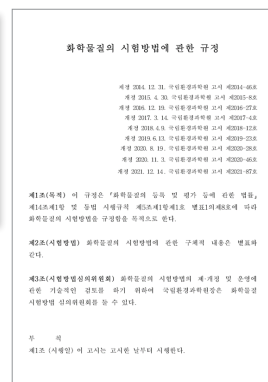 화학물질의 시험방법에 관한 규정
제정 2014. 12. 31. 국립환경과학원 고시 제2014-46호
개정 2015. 4. 30. 국립환경과학원 고시 제2015-8호
개정 2016. 12. 19. 국립환경과학원 고시 제2016-27호
개정 2017. 3. 14. 국립환경과학원 고시 제2017-4호
개정 2018. 4. 9. 국립환경과학원 고시 제2018-12호
개정 2019. 6. 13. 국립환경과학원 고시 제2019-23호
개정 2020. 8. 19. 국립환경과학원 고시 제2020-28호
개정 2020. 11. 3. 국립환경과학원 고시 제2020-46호
개정 2021. 12. 14. 국립환경과학원 고시 제2021-87호
제1조(목적) 이 규정은 「화학물질의 등록 및 평가 등에 관한 법률」
제14조제1항 및 동법 시행규칙 제5조제1항제1호 별표1의제8호에 따라
화학물질의 시험방법을 규정함을 목적으로 한다.
제2조(시험방법) 화학물질의 시험방법에 관한 구체적 내용은 별표와
같다.
제3조(시험방법심의위원회) 화학물질의 시험방법의 제·개정 및 운영에
관한 기술적인 검토를 하기 위하여 국립환경과학원장은 화학물질
시험방법 심의위원회를 둘 수 있다.
부 칙
제1조 (시행일) 이 고시는 고시한 날부터 시행한다.